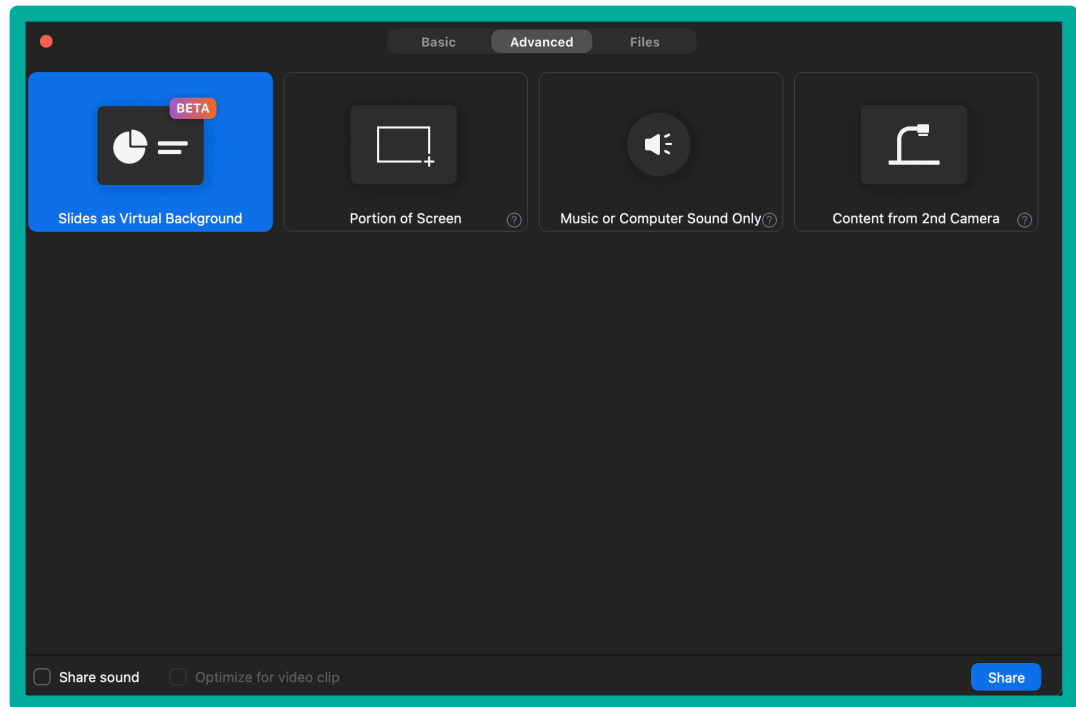 Basic Advanced Files
BETA
Slides as Virtual Background
Portion of Screen ?
Music or Computer Sound Only ?
Content from 2nd Camera ?
Share sound
Optimize for video clip
Share